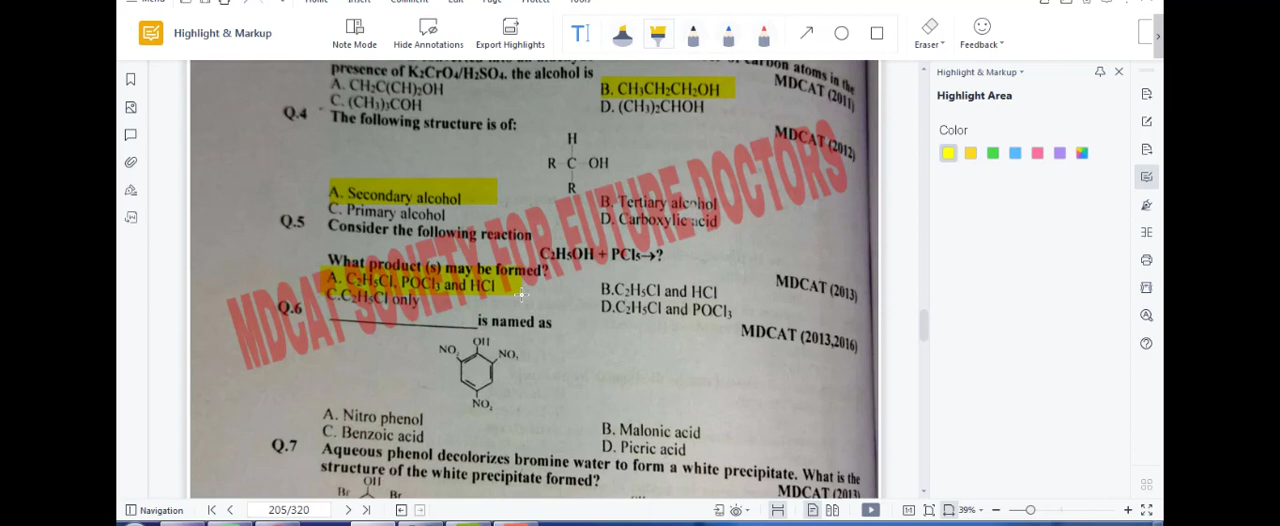 Highlight & Markup
Note Mode
Hide Annotations
Export Highlights
Eraser
Feedback
Highlight & Markup
Highlight Area
Color
carbon atoms in the
presence of K₂CrO₄/H₂SO₄. the alcohol is
MDCAT (2011)
A. CH₃C(CH)₂OH
B. CH₃CH₂CH₂OH
C. (CH₃)₃COH
D. (CH₃)₂CHOH
Q.4
The following structure is of:
MDCAT (2012)
H
R C OH
R
A. Secondary alcohol
B. Tertiary alcohol
C. Primary alcohol
D. Carboxylic acid
Q.5
Consider the following reaction
C₂H₅OH + PCl₅→?
What product (s) may be formed?
MDCAT (2013)
A. C₂H₅Cl, POCl₃ and HCl
B.C₂H₅Cl and HCl
C.C₂H₅Cl only
D.C₂H₅Cl and POCl₃
Q.6
____________________ is named as
MDCAT (2013,2016)
OH
NO₂
NO₂
NO₂
A. Nitro phenol
B. Malonic acid
C. Benzoic acid
D. Picric acid
Q.7
Aqueous phenol decolorizes bromine water to form a white precipitate. What is the
structure of the white precipitate formed?
MDCAT (2013)
OH
Br
Br
MDCAT SOCIETY FOR FUTURE DOCTORS
Navigation
205/320
39%